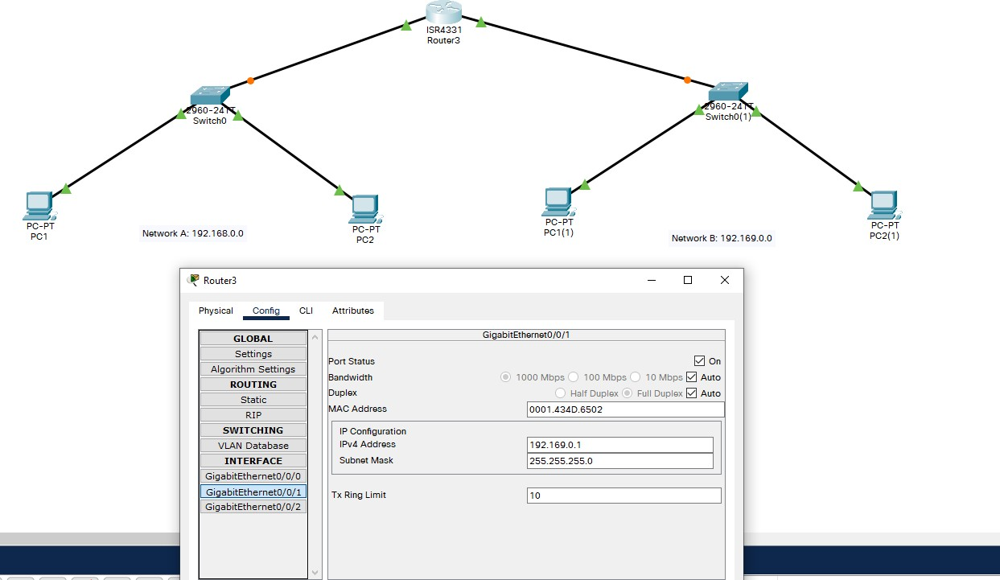 ISR4331
Router3
2960-24TT
Switch0
2960-24TT
Switch0(1)
PC-PT
PC1
Network A: 192.168.0.0
PC-PT
PC2
PC-PT
PC1(1)
Network B: 192.169.0.0
PC-PT
PC2(1)
Router3
Physical Config CLI Attributes
GLOBAL
Settings
Algorithm Settings
ROUTING
Static
RIP
SWITCHING
VLAN Database
INTERFACE
GigabitEthernet0/0/0
GigabitEthernet0/0/1
GigabitEthernet0/0/2
GigabitEthernet0/0/1
Port Status On
Bandwidth 1000 Mbps 100 Mbps 10 Mbps Auto
Duplex Half Duplex Full Duplex Auto
MAC Address 0001.434D.6502
IP Configuration
IPv4 Address 192.169.0.1
Subnet Mask 255.255.255.0
Tx Ring Limit 10